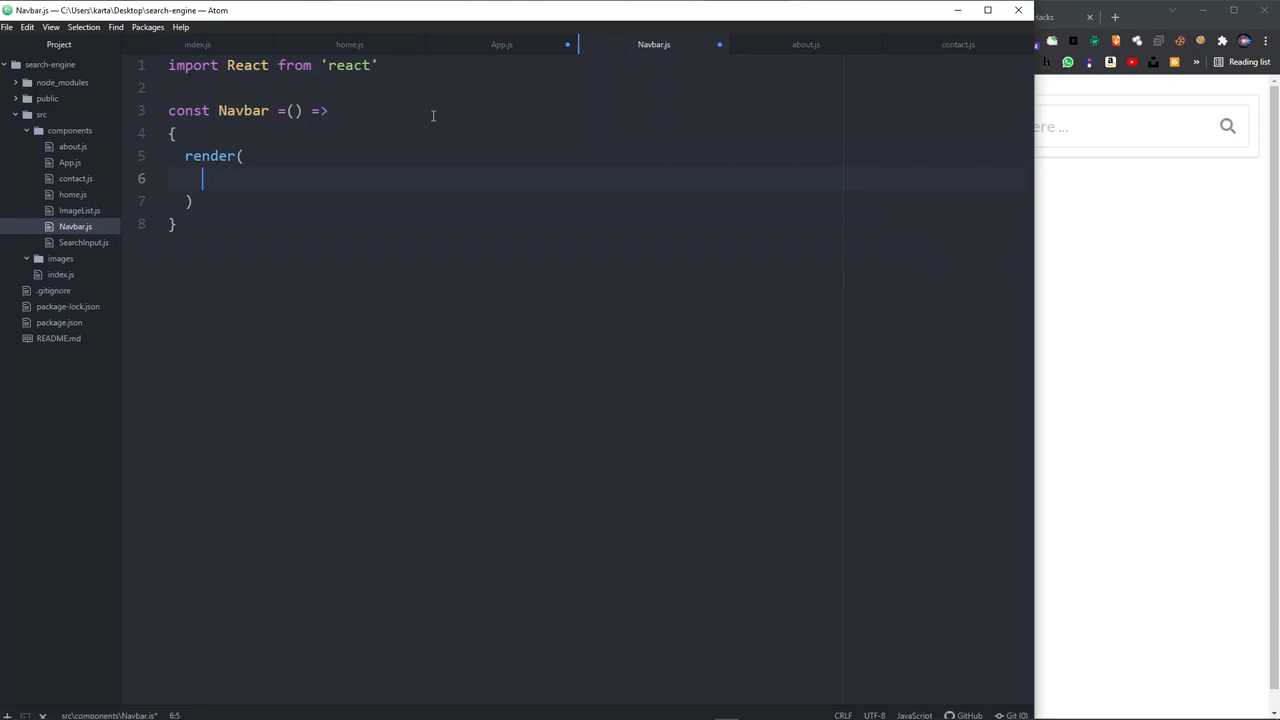 Navbar.js — C:\Users\karta\Desktop\search-engine — Atom
File Edit View Selection Find Packages Help
Project
search-engine
node_modules
public
src
components
about.js
App.js
contact.js
home.js
ImageList.js
Navbar.js
SearchInput.js
images
index.js
.gitignore
package-lock.json
package.json
README.md
index.js home.js App.js Navbar.js about.js contact.js
1 import React from 'react'
2
3 const Navbar =() =>
4 {
5 render(
6
7 )
8 }
src\components\Navbar.js* 6:5
CRLF UTF-8 JavaScript GitHub Git (0)
Hacks
Reading list
ere ...